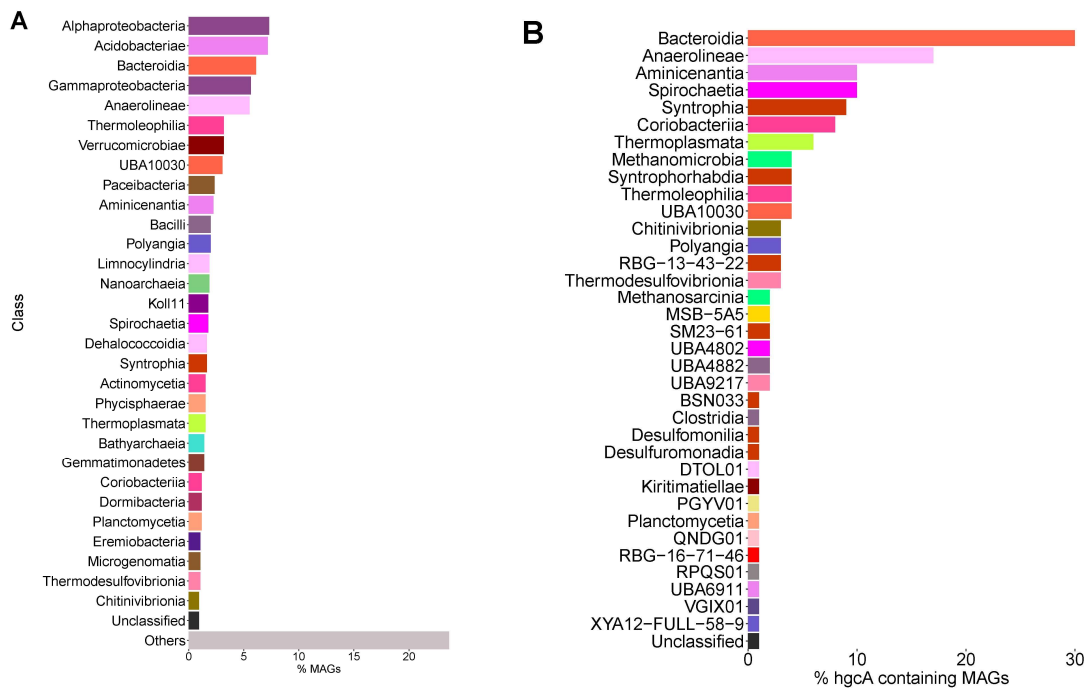 A
Class
Alphaproteobacteria
Acidobacteriae
Bacteroidia
Gammaproteobacteria
Anaerolineae
Thermoleophilia
Verrucomicrobiae
UBA10030
Paceibacteria
Aminicenantia
Bacilli
Polyangia
Limnocylindria
Nanoarchaeia
Koll11
Spirochaetia
Dehalococcoidia
Syntrophia
Actinomycetia
Phycisphaerae
Thermoplasmata
Bathyarchaeia
Gemmatimonadetes
Coriobacteriia
Dormibacteria
Planctomycetia
Eremiobacteria
Microgenomatia
Thermodesulfovibrionia
Chitinivibrionia
Unclassified
Others
0 5 10 15 20
% MAGs
B
Bacteroidia
Anaerolineae
Aminicenantia
Spirochaetia
Syntrophia
Coriobacteriia
Thermoplasmata
Methanomicrobia
Syntrophorhabdia
Thermoleophilia
UBA10030
Chitinivibrionia
Polyangia
RBG−13−43−22
Thermodesulfovibrionia
Methanosarcinia
MSB−5A5
SM23−61
UBA4802
UBA4882
UBA9217
BSN033
Clostridia
Desulfomonilia
Desulfuromonadia
DTOL01
Kiritimatiellae
PGYV01
Planctomycetia
QNDG01
RBG−16−71−46
RPQS01
UBA6911
VGIX01
XYA12−FULL−58−9
Unclassified
0 10 20 30
% hgcA containing MAGs